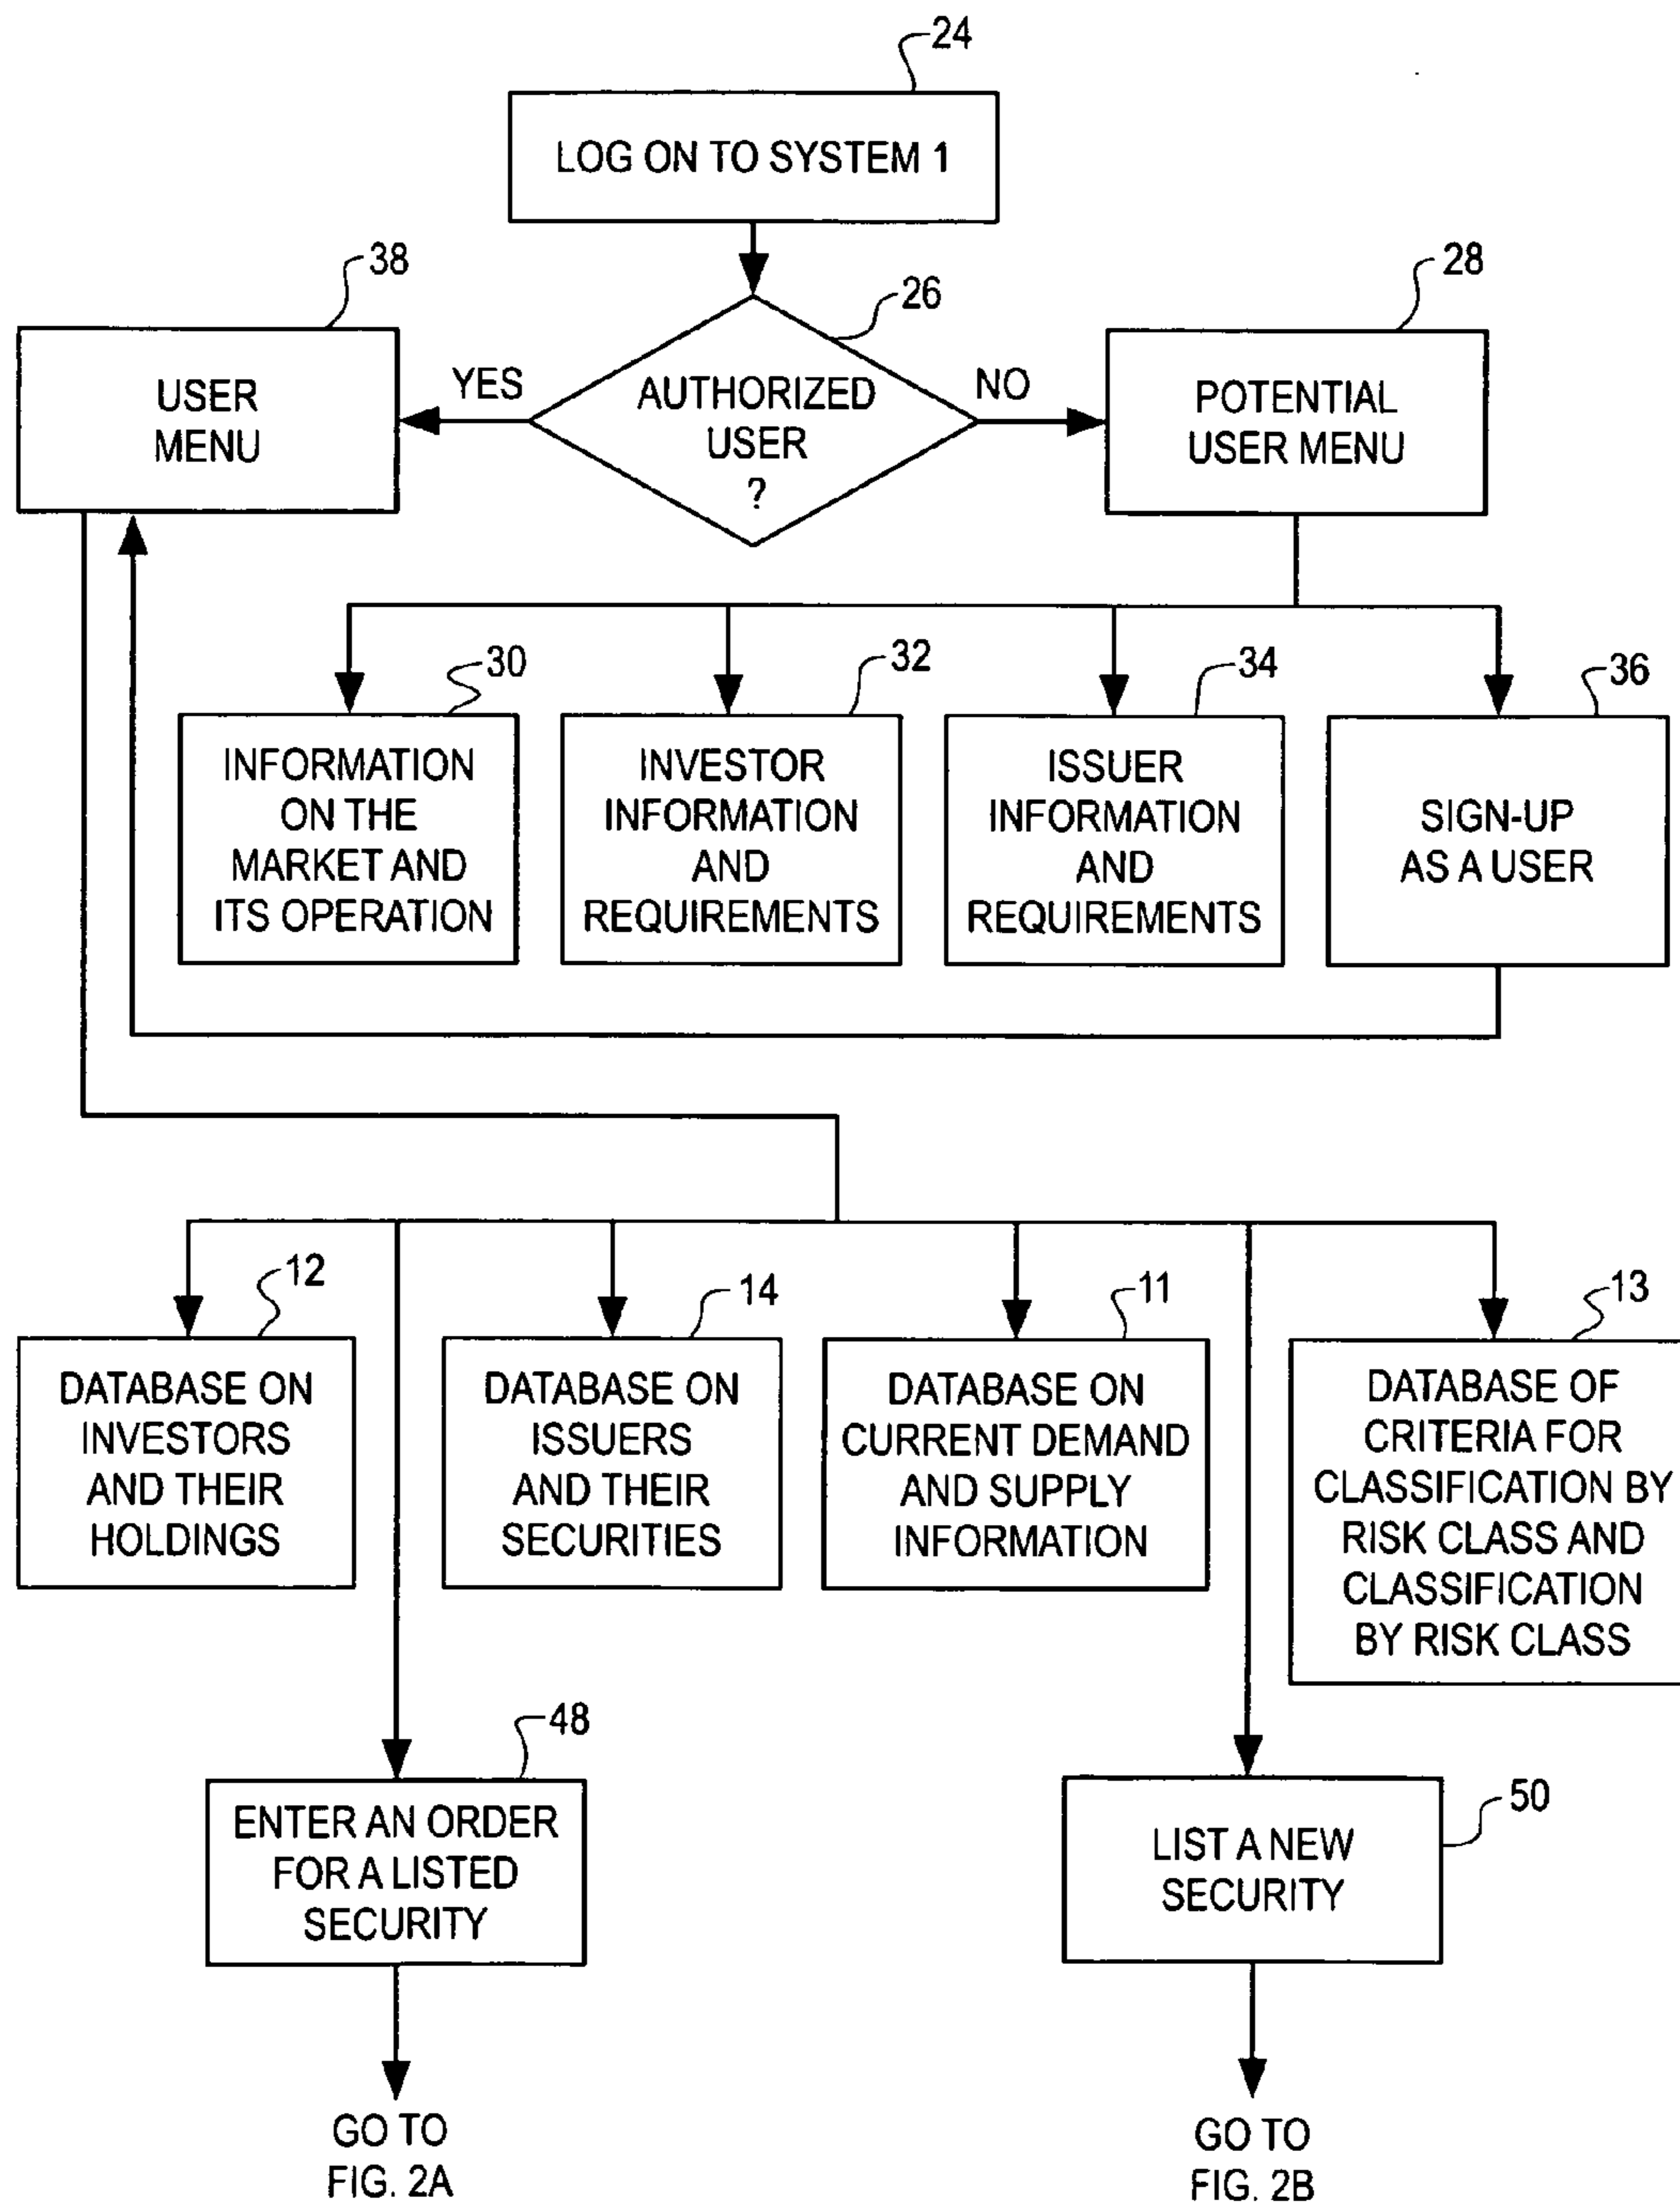 24
LOG ON TO SYSTEM 1
38
26
28
USER
MENU
YES
AUTHORIZED
USER
?
NO
POTENTIAL
USER MENU
30
32
34
36
INFORMATION
ON THE
MARKET AND
ITS OPERATION
INVESTOR
INFORMATION
AND
REQUIREMENTS
ISSUER
INFORMATION
AND
REQUIREMENTS
SIGN-UP
AS A USER
12
14
11
13
DATABASE ON
INVESTORS
AND THEIR
HOLDINGS
DATABASE ON
ISSUERS
AND THEIR
SECURITIES
DATABASE ON
CURRENT DEMAND
AND SUPPLY
INFORMATION
DATABASE OF
CRITERIA FOR
CLASSIFICATION BY
RISK CLASS AND
CLASSIFICATION
BY RISK CLASS
48
50
ENTER AN ORDER
FOR A LISTED
SECURITY
LIST A NEW
SECURITY
GO TO
FIG. 2A
GO TO
FIG. 2B